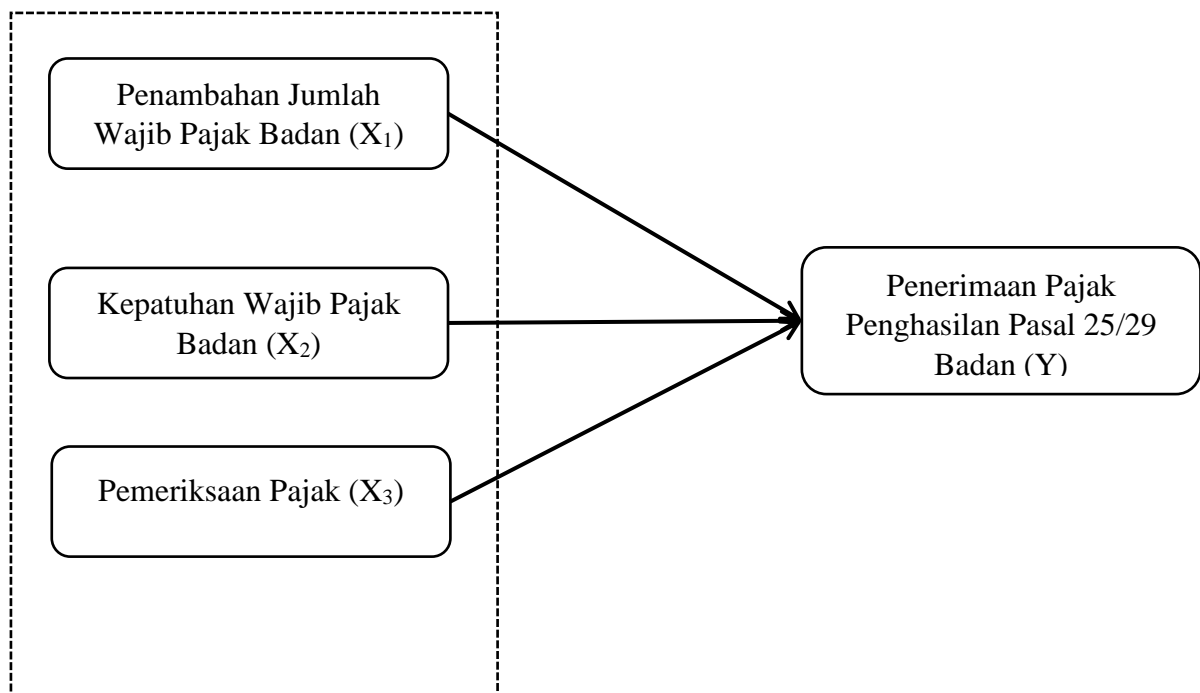 Penambahan Jumlah
Wajib Pajak Badan (X₁)
Kepatuhan Wajib Pajak
Badan (X₂)
Pemeriksaan Pajak (X₃)
Penerimaan Pajak
Penghasilan Pasal 25/29
Badan (Y)